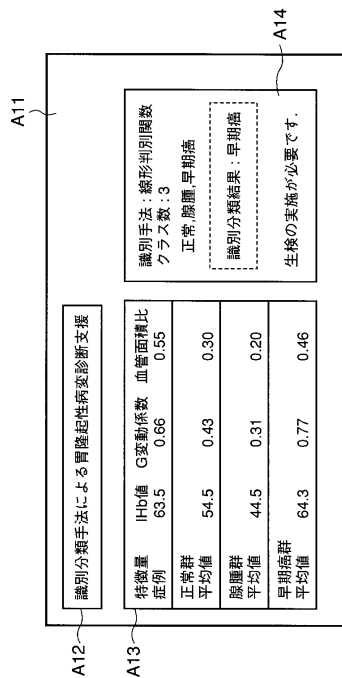 A11
A12
識別分類手法による胃隆起性病変診断支援
A13
特徴量 IHb値 G変動係数 血管面積比
症例 63.5 0.66 0.55
正常群
平均値 54.5 0.43 0.30
腺腫群
平均値 44.5 0.31 0.20
早期癌群
平均値 64.3 0.77 0.46
A14
識別手法：線形判別関数
クラス数：3
正常,腺腫,早期癌
識別分類結果：早期癌
生検の実施が必要です.